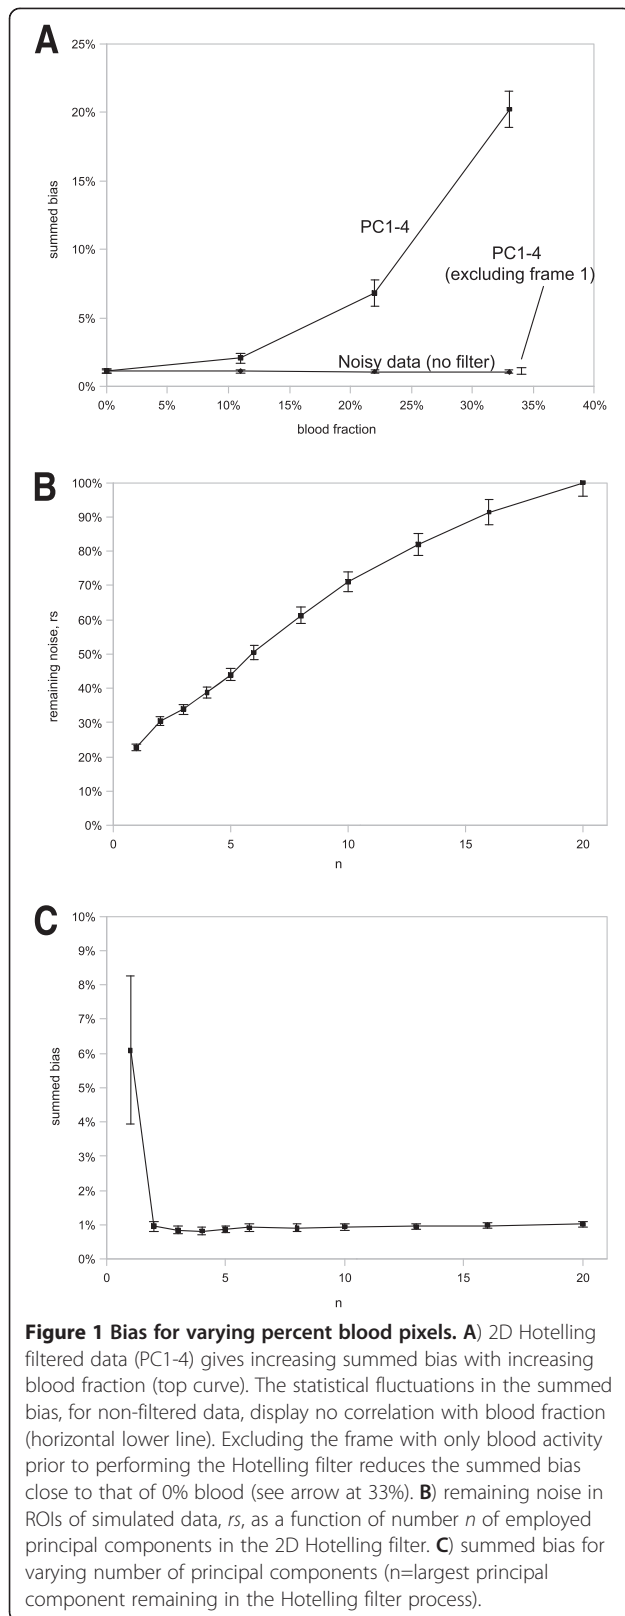 A
25%
20%
15%
10%
5%
0%
summed bias
PC1-4
PC1-4
(excluding frame 1)
Noisy data (no filter)
0% 5% 10% 15% 20% 25% 30% 35% 40%
blood fraction
B
100%
90%
80%
70%
60%
50%
40%
30%
20%
10%
0%
remaining noise, rs
0 5 10 15 20
n
C
10%
9%
8%
7%
6%
5%
4%
3%
2%
1%
0%
summed bias
0 5 10 15 20
n
Figure 1 Bias for varying percent blood pixels. A) 2D Hotelling
filtered data (PC1-4) gives increasing summed bias with increasing
blood fraction (top curve). The statistical fluctuations in the summed
bias, for non-filtered data, display no correlation with blood fraction
(horizontal lower line). Excluding the frame with only blood activity
prior to performing the Hotelling filter reduces the summed bias
close to that of 0% blood (see arrow at 33%). B) remaining noise in
ROIs of simulated data, rs, as a function of number n of employed
principal components in the 2D Hotelling filter. C) summed bias for
varying number of principal components (n=largest principal
component remaining in the Hotelling filter process).